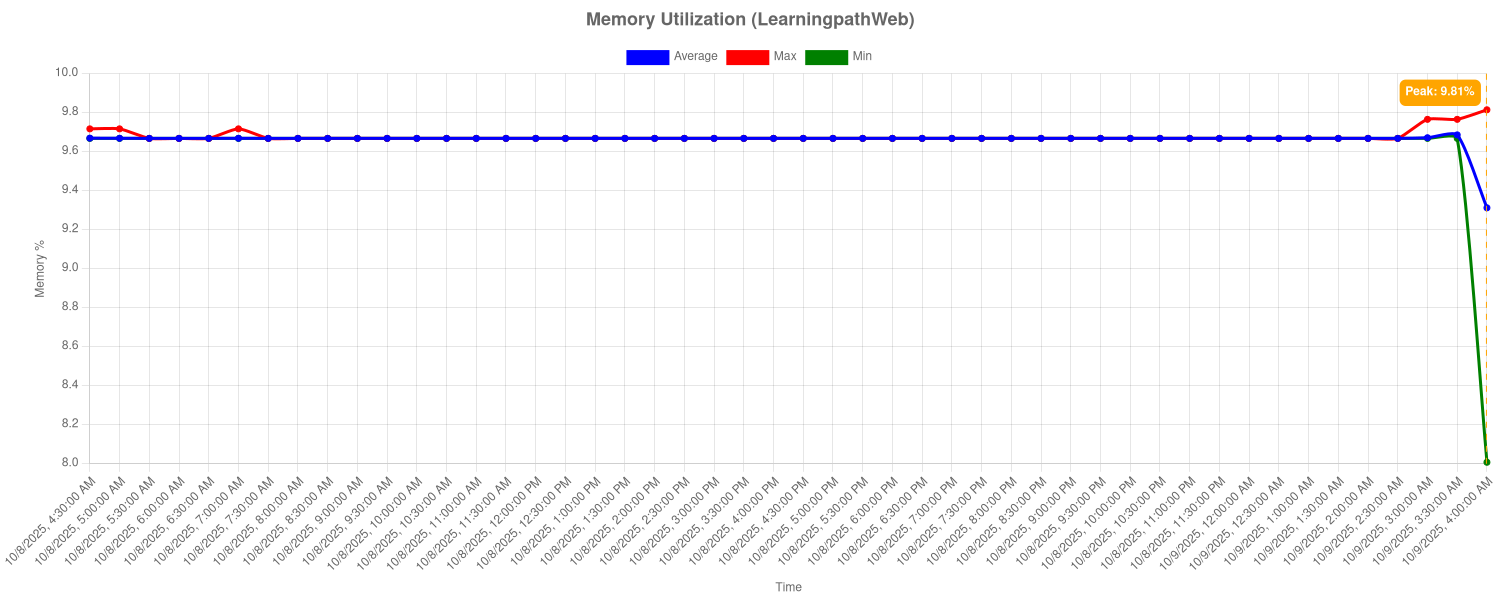 Memory Utilization (LearningpathWeb)
Average Max Min
10.0
Peak: 9.81%
9.8
9.6
9.4
9.2
9.0
8.8
8.6
8.4
8.2
8.0
Memory %
10/8/2025, 4:30:00 AM
10/8/2025, 5:00:00 AM
10/8/2025, 5:30:00 AM
10/8/2025, 6:00:00 AM
10/8/2025, 6:30:00 AM
10/8/2025, 7:00:00 AM
10/8/2025, 7:30:00 AM
10/8/2025, 8:00:00 AM
10/8/2025, 8:30:00 AM
10/8/2025, 9:00:00 AM
10/8/2025, 9:30:00 AM
10/8/2025, 10:00:00 AM
10/8/2025, 10:30:00 AM
10/8/2025, 11:00:00 AM
10/8/2025, 11:30:00 AM
10/8/2025, 12:00:00 PM
10/8/2025, 12:30:00 PM
10/8/2025, 1:00:00 PM
10/8/2025, 1:30:00 PM
10/8/2025, 2:00:00 PM
10/8/2025, 2:30:00 PM
10/8/2025, 3:00:00 PM
10/8/2025, 3:30:00 PM
10/8/2025, 4:00:00 PM
10/8/2025, 4:30:00 PM
10/8/2025, 5:00:00 PM
10/8/2025, 5:30:00 PM
10/8/2025, 6:00:00 PM
10/8/2025, 6:30:00 PM
10/8/2025, 7:00:00 PM
10/8/2025, 7:30:00 PM
10/8/2025, 8:00:00 PM
10/8/2025, 8:30:00 PM
10/8/2025, 9:00:00 PM
10/8/2025, 9:30:00 PM
10/8/2025, 10:00:00 PM
10/8/2025, 10:30:00 PM
10/8/2025, 11:00:00 PM
10/8/2025, 11:30:00 PM
10/9/2025, 12:00:00 AM
10/9/2025, 12:30:00 AM
10/9/2025, 1:00:00 AM
10/9/2025, 1:30:00 AM
10/9/2025, 2:00:00 AM
10/9/2025, 2:30:00 AM
10/9/2025, 3:00:00 AM
10/9/2025, 3:30:00 AM
10/9/2025, 4:00:00 AM
Time